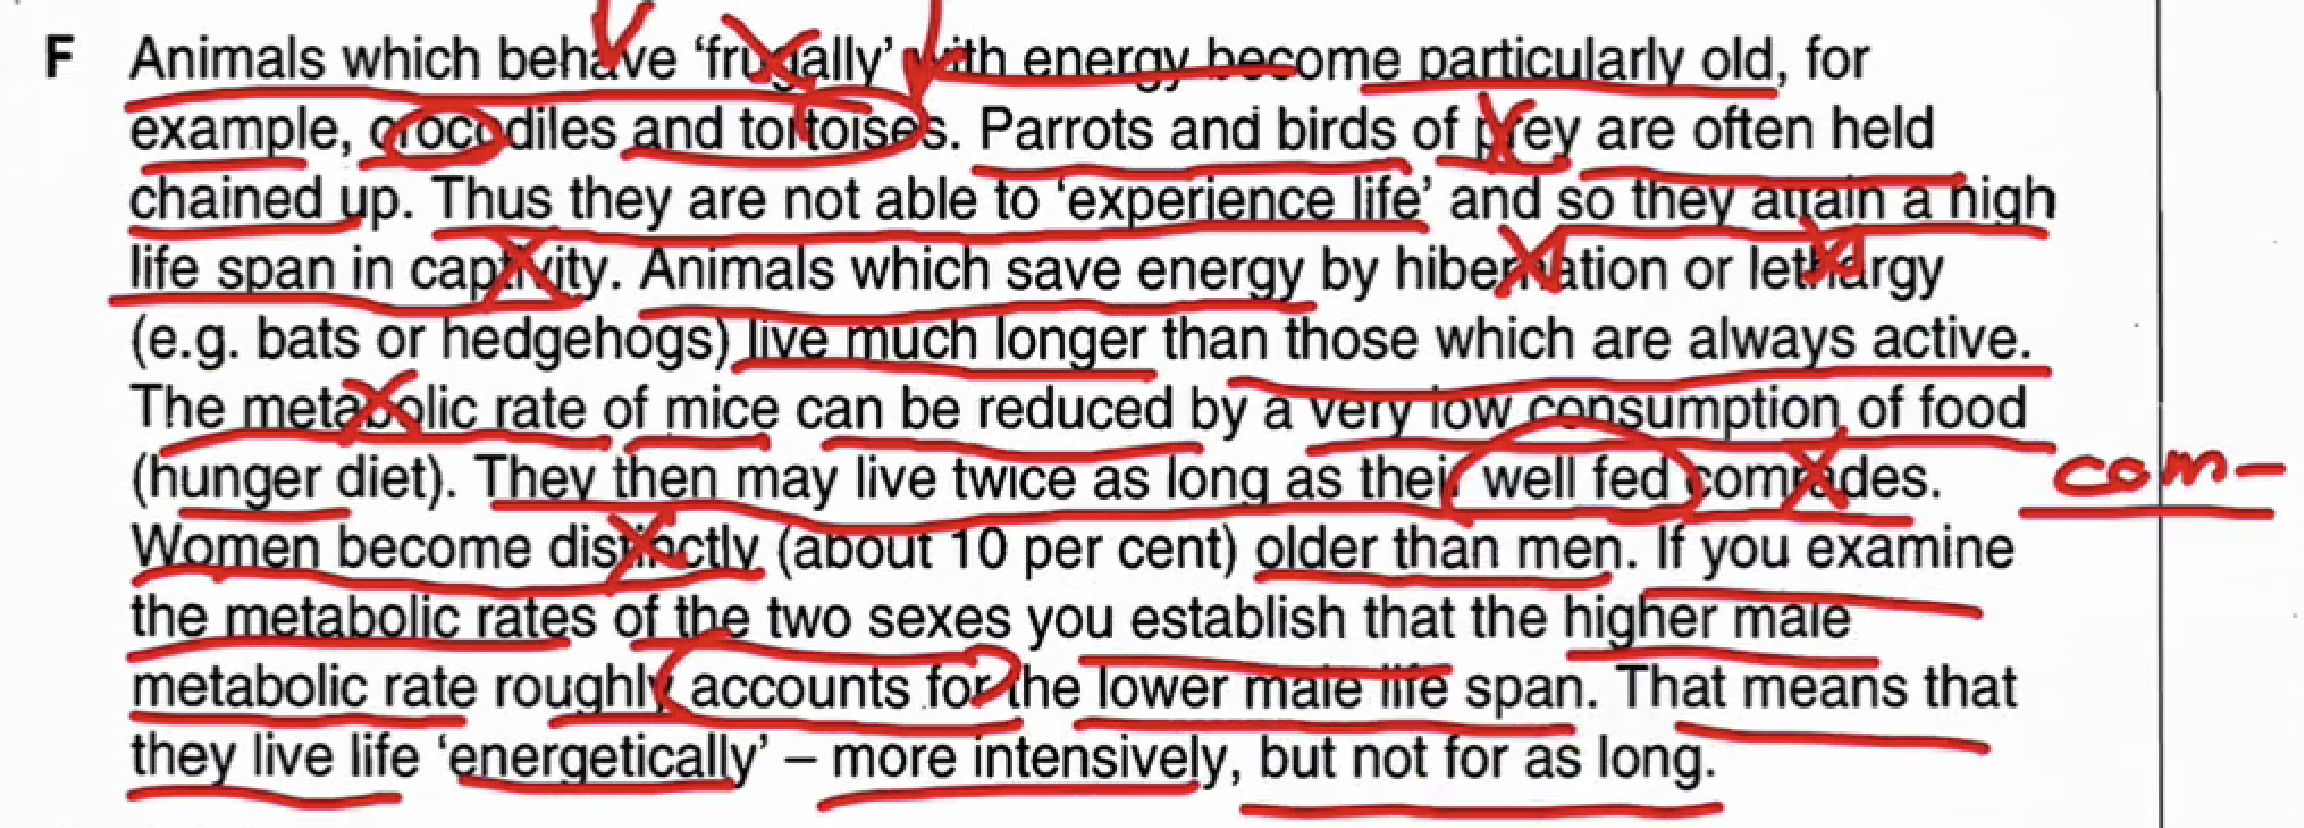 F Animals which behave ‘frugally’ with energy become particularly old, for
example, crocodiles and tortoises. Parrots and birds of prey are often held
chained up. Thus they are not able to ‘experience life’ and so they attain a high
life span in captivity. Animals which save energy by hibernation or lethargy
(e.g. bats or hedgehogs) live much longer than those which are always active.
The metabolic rate of mice can be reduced by a very low consumption of food
(hunger diet). They then may live twice as long as their well fed comrades.
com-
Women become distinctly (about 10 per cent) older than men. If you examine
the metabolic rates of the two sexes you establish that the higher male
metabolic rate roughly accounts for the lower male life span. That means that
they live life ‘energetically’ – more intensively, but not for as long.